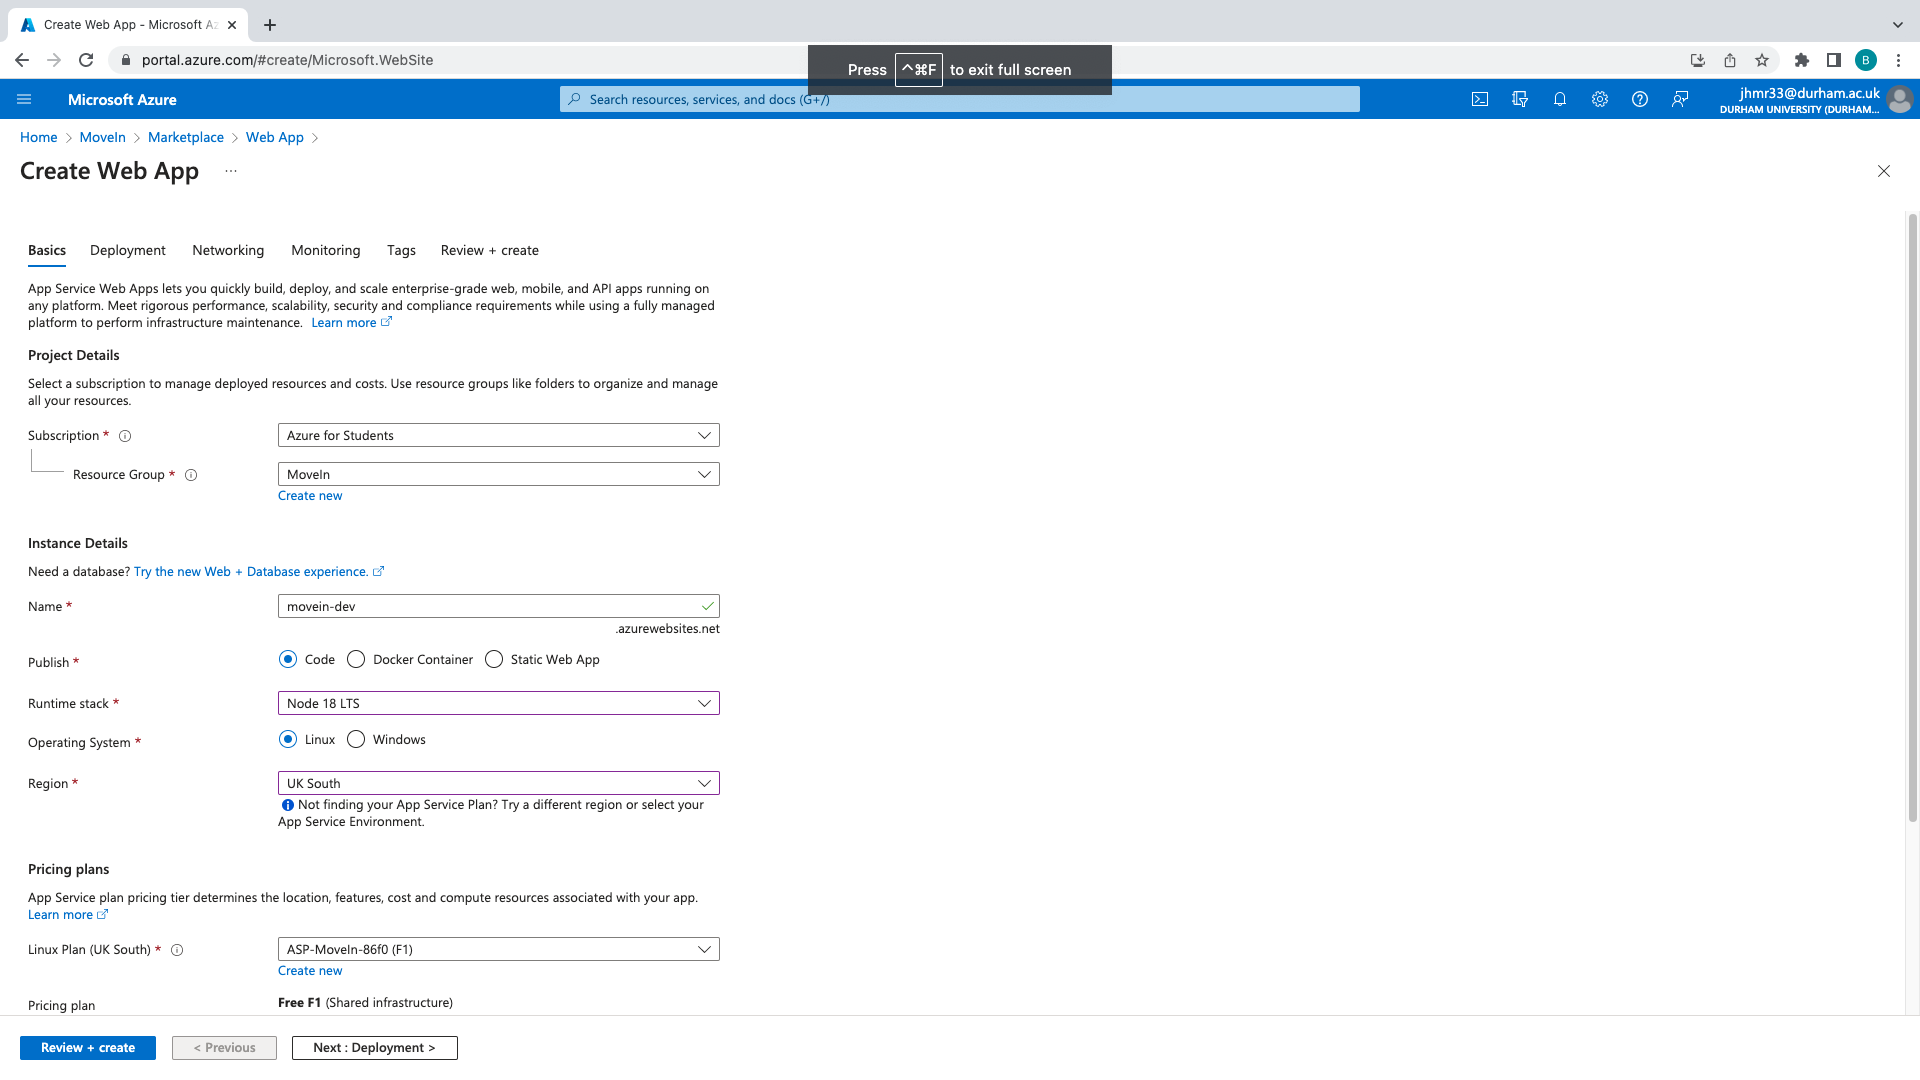 Create Web App - Microsoft Az
portal.azure.com/#create/Microsoft.WebSite
B
Press ^⌘F to exit full screen
Microsoft Azure
Search resources, services, and docs (G+/)
jhmr33@durham.ac.uk
DURHAM UNIVERSITY (DURHAM...
Home > MoveIn > Marketplace > Web App >
Create Web App ...
Basics Deployment Networking Monitoring Tags Review + create
App Service Web Apps lets you quickly build, deploy, and scale enterprise-grade web, mobile, and API apps running on
any platform. Meet rigorous performance, scalability, security and compliance requirements while using a fully managed
platform to perform infrastructure maintenance. Learn more
Project Details
Select a subscription to manage deployed resources and costs. Use resource groups like folders to organize and manage
all your resources.
Subscription * Azure for Students
Resource Group * MoveIn
Create new
Instance Details
Need a database? Try the new Web + Database experience.
Name * movein-dev
.azurewebsites.net
Publish * Code Docker Container Static Web App
Runtime stack * Node 18 LTS
Operating System * Linux Windows
Region * UK South
Not finding your App Service Plan? Try a different region or select your
App Service Environment.
Pricing plans
App Service plan pricing tier determines the location, features, cost and compute resources associated with your app.
Learn more
Linux Plan (UK South) * ASP-MoveIn-86f0 (F1)
Create new
Pricing plan Free F1 (Shared infrastructure)
Review + create < Previous Next : Deployment >